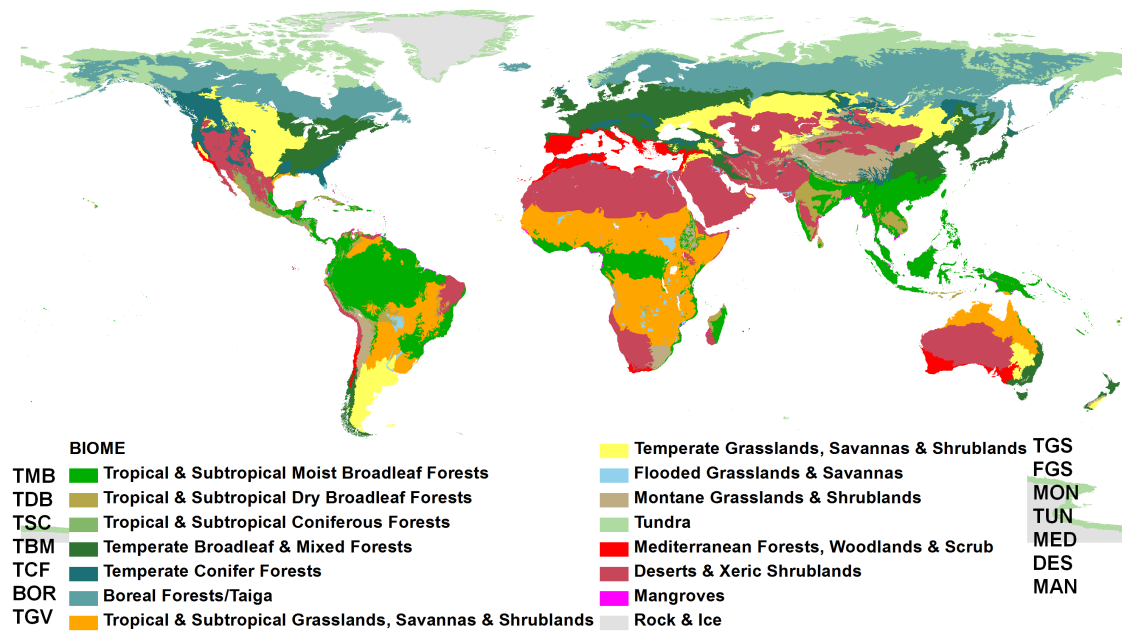 BIOME
TMB Tropical & Subtropical Moist Broadleaf Forests
TDB Tropical & Subtropical Dry Broadleaf Forests
TSC Tropical & Subtropical Coniferous Forests
TBM Temperate Broadleaf & Mixed Forests
TCF Temperate Conifer Forests
BOR Boreal Forests/Taiga
TGV Tropical & Subtropical Grasslands, Savannas & Shrublands
Temperate Grasslands, Savannas & Shrublands TGS
Flooded Grasslands & Savannas FGS
Montane Grasslands & Shrublands MON
Tundra TUN
Mediterranean Forests, Woodlands & Scrub MED
Deserts & Xeric Shrublands DES
Mangroves MAN
Rock & Ice